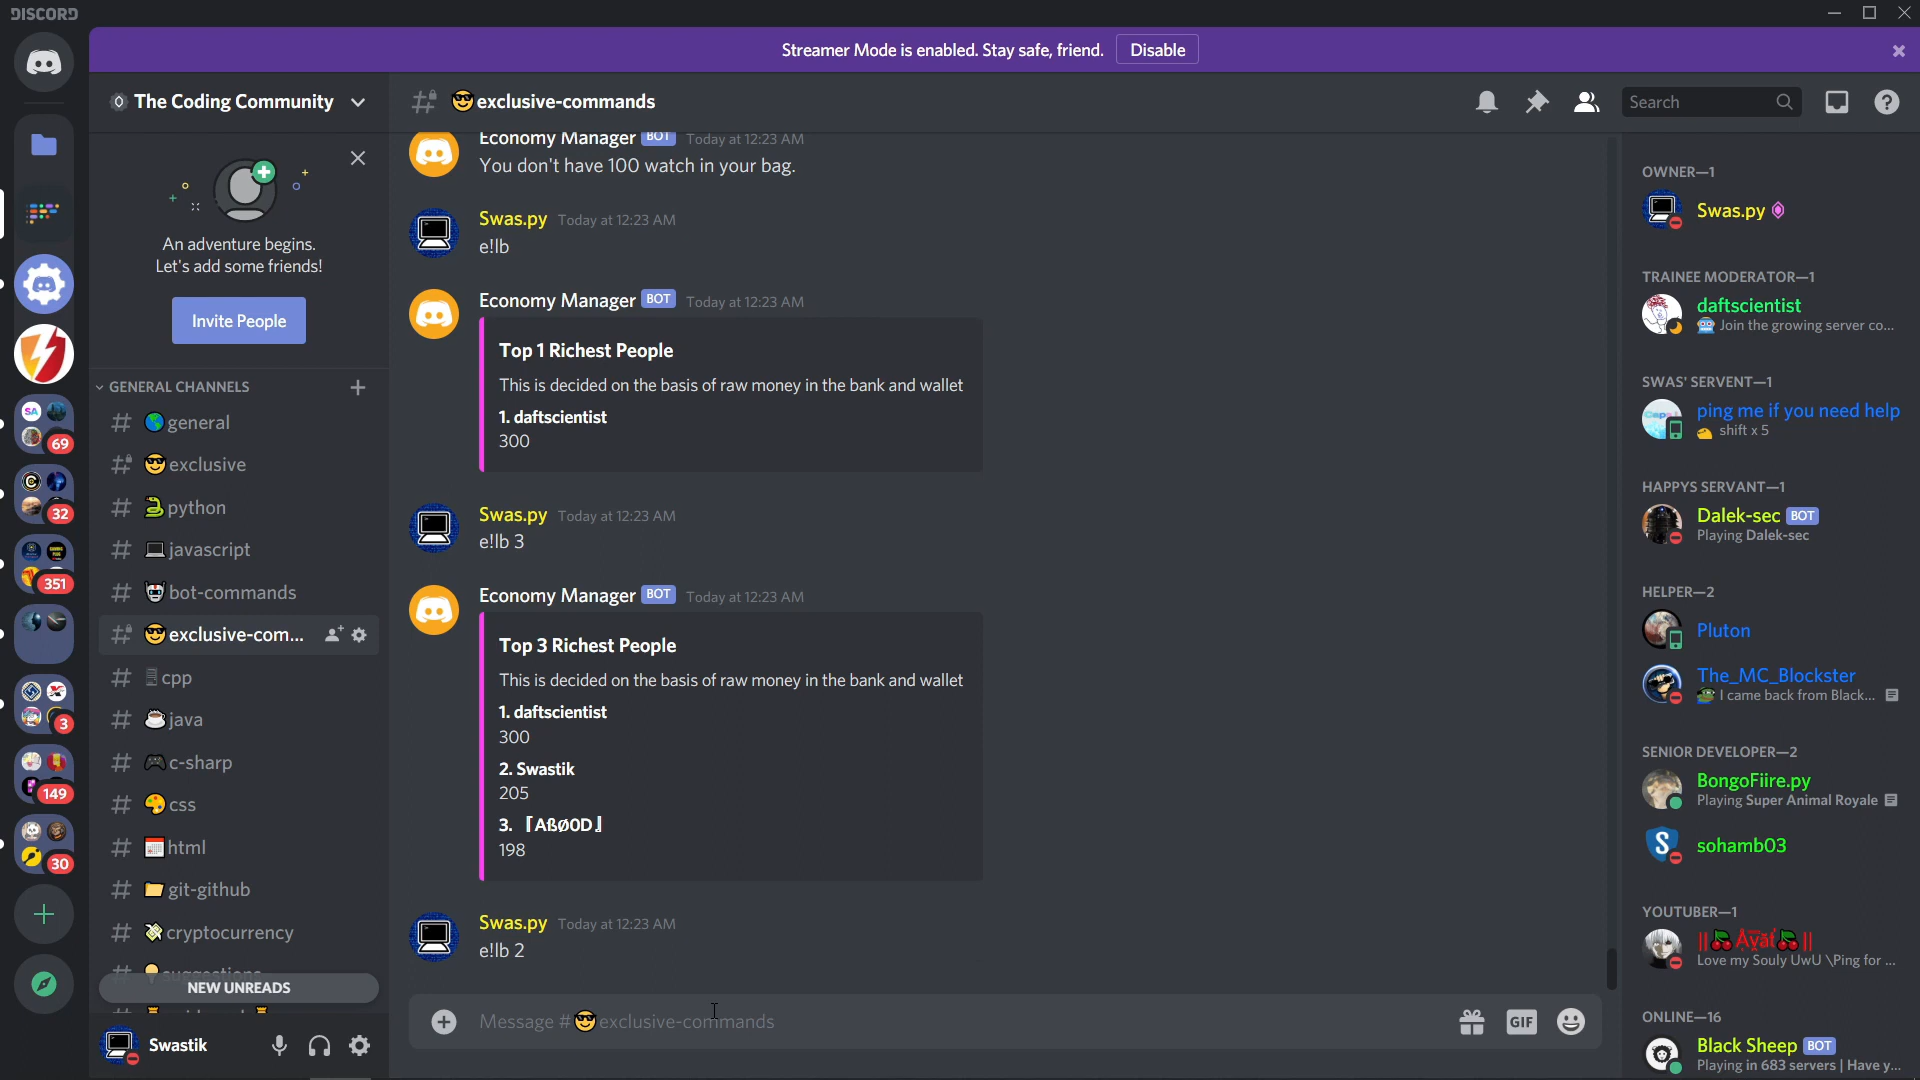 DISCORD
Streamer Mode is enabled. Stay safe, friend. Disable
The Coding Community
An adventure begins.
Let's add some friends!
Invite People
GENERAL CHANNELS
general
exclusive
python
javascript
bot-commands
exclusive-com...
cpp
java
c-sharp
css
html
git-github
cryptocurrency
suggestions
NEW UNREADS
Swastik
SA
69
32
351
3
149
30
exclusive-commands
Search
Economy Manager BOT Today at 12:23 AM
You don't have 100 watch in your bag.
Swas.py Today at 12:23 AM
e!lb
Economy Manager BOT Today at 12:23 AM
Top 1 Richest People
This is decided on the basis of raw money in the bank and wallet
1. daftscientist
300
Swas.py Today at 12:23 AM
e!lb 3
Economy Manager BOT Today at 12:23 AM
Top 3 Richest People
This is decided on the basis of raw money in the bank and wallet
1. daftscientist
300
2. Swastik
205
3. 『AßØOD』
198
Swas.py Today at 12:23 AM
e!lb 2
Message #😎exclusive-commands
GIF
OWNER—1
Swas.py
TRAINEE MODERATOR—1
daftscientist
Join the growing server co...
SWAS' SERVENT—1
ping me if you need help
shift x 5
HAPPYS SERVANT—1
Dalek-sec BOT
Playing Dalek-sec
HELPER—2
Pluton
The_MC_Blockster
I came back from Black...
SENIOR DEVELOPER—2
BongoFiire.py
Playing Super Animal Royale
sohamb03
YOUTUBER—1
Love my Souly UwU \Ping for ...
ONLINE—16
Black Sheep BOT
Playing in 683 servers | Have y...